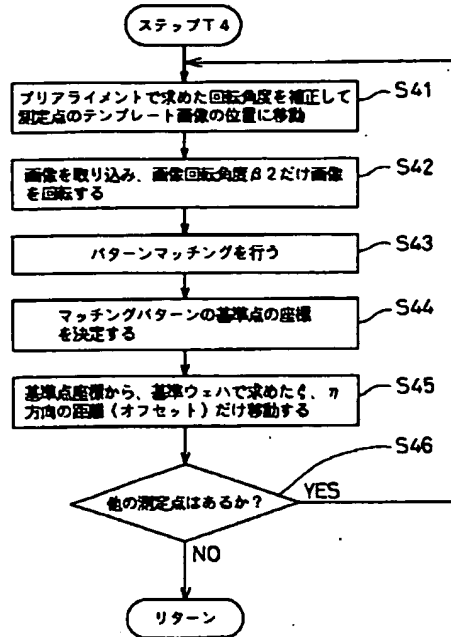 ステップT4
プリアライメントで求めた回転角度を補正して
測定点のテンプレート画像の位置に移動
S41
画像を取り込み、画像回転角度β2だけ画像
を回転する
S42
パターンマッチングを行う
S43
マッチングパターンの基準点の座標
を決定する
S44
基準点座標から、基準ウェハで求めたξ、η
方向の距離(オフセット)だけ移動する
S45
S46
他の測定点はあるか?
YES
NO
リターン